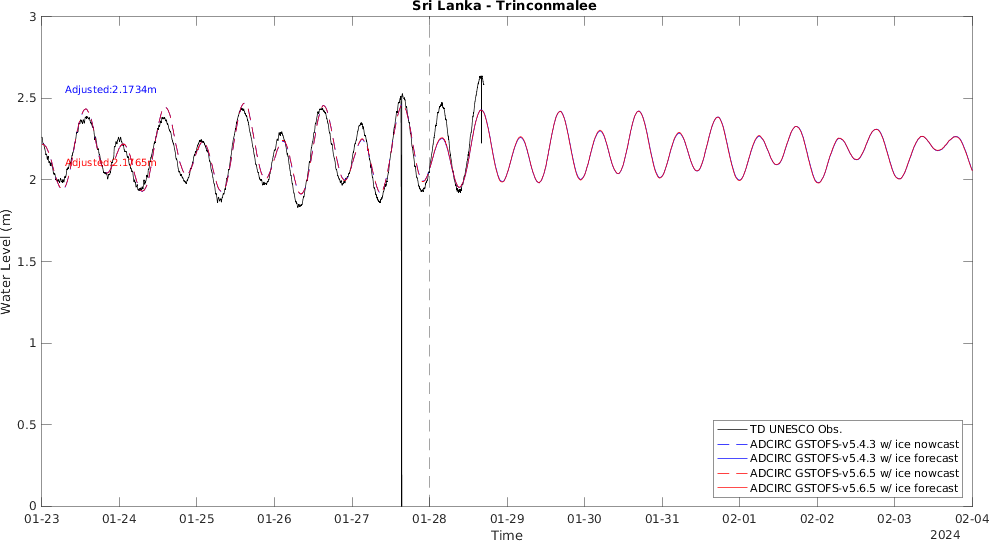 Sri Lanka - Trinconmalee
Water Level (m)
3
2.5
2
1.5
1
0.5
0
Adjusted:2.1734m
Adjusted:2.1765m
TD UNESCO Obs.
ADCIRC GSTOFS-v5.4.3 w/ ice nowcast
ADCIRC GSTOFS-v5.4.3 w/ ice forecast
ADCIRC GSTOFS-v5.6.5 w/ ice nowcast
ADCIRC GSTOFS-v5.6.5 w/ ice forecast
01-23 01-24 01-25 01-26 01-27 01-28 01-29 01-30 01-31 02-01 02-02 02-03 02-04
Time
2024